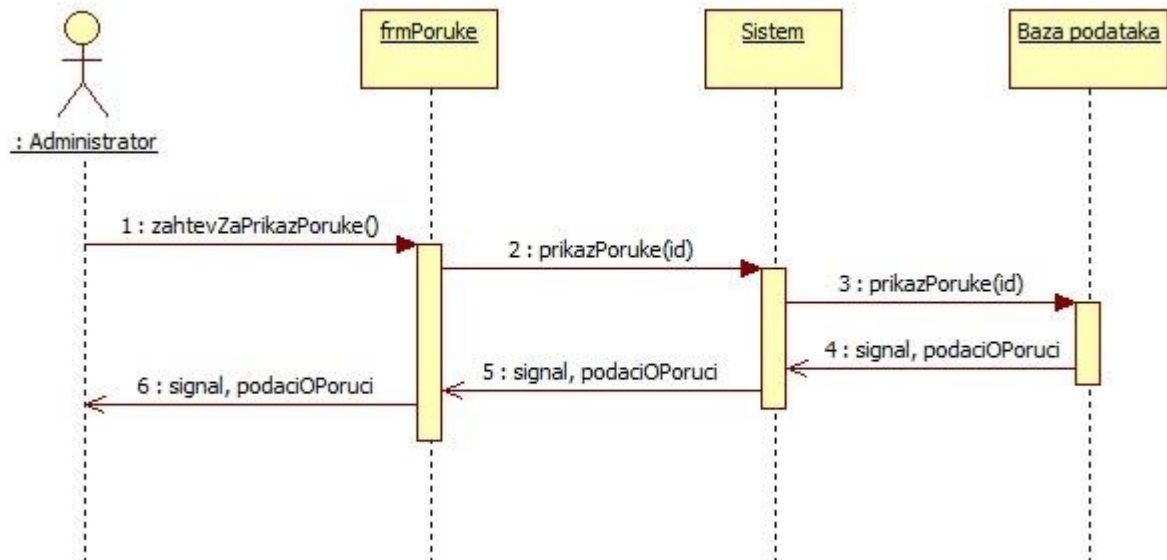 frmPoruke
Sistem
Baza podataka
: Administrator
1 : zahtevZaPrikazPoruke()
2 : prikazPoruke(id)
3 : prikazPoruke(id)
4 : signal, podaciOPoruci
5 : signal, podaciOPoruci
6 : signal, podaciOPoruci